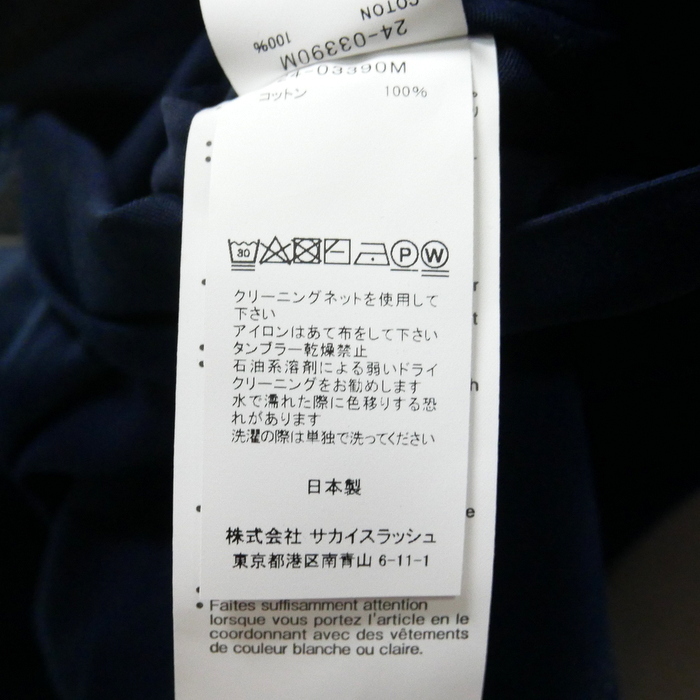 COTON
100%
24-03390M
24-03390M
コットン 100%
30 P W
クリーニングネットを使用して
下さい
アイロンはあて布をして下さい
タンブラー乾燥禁止
石油系溶剤による弱いドライ
クリーニングをお勧めします
水で濡れた際に色移りする恐
れがあります
洗濯の際は単独で洗ってください
日本製
株式会社 サカイスラッシュ
東京都港区南青山 6-11-1
• Faites suffisamment attention
lorsque vous portez l'article en le
coordonnant avec des vêtements
de couleur blanche ou claire.